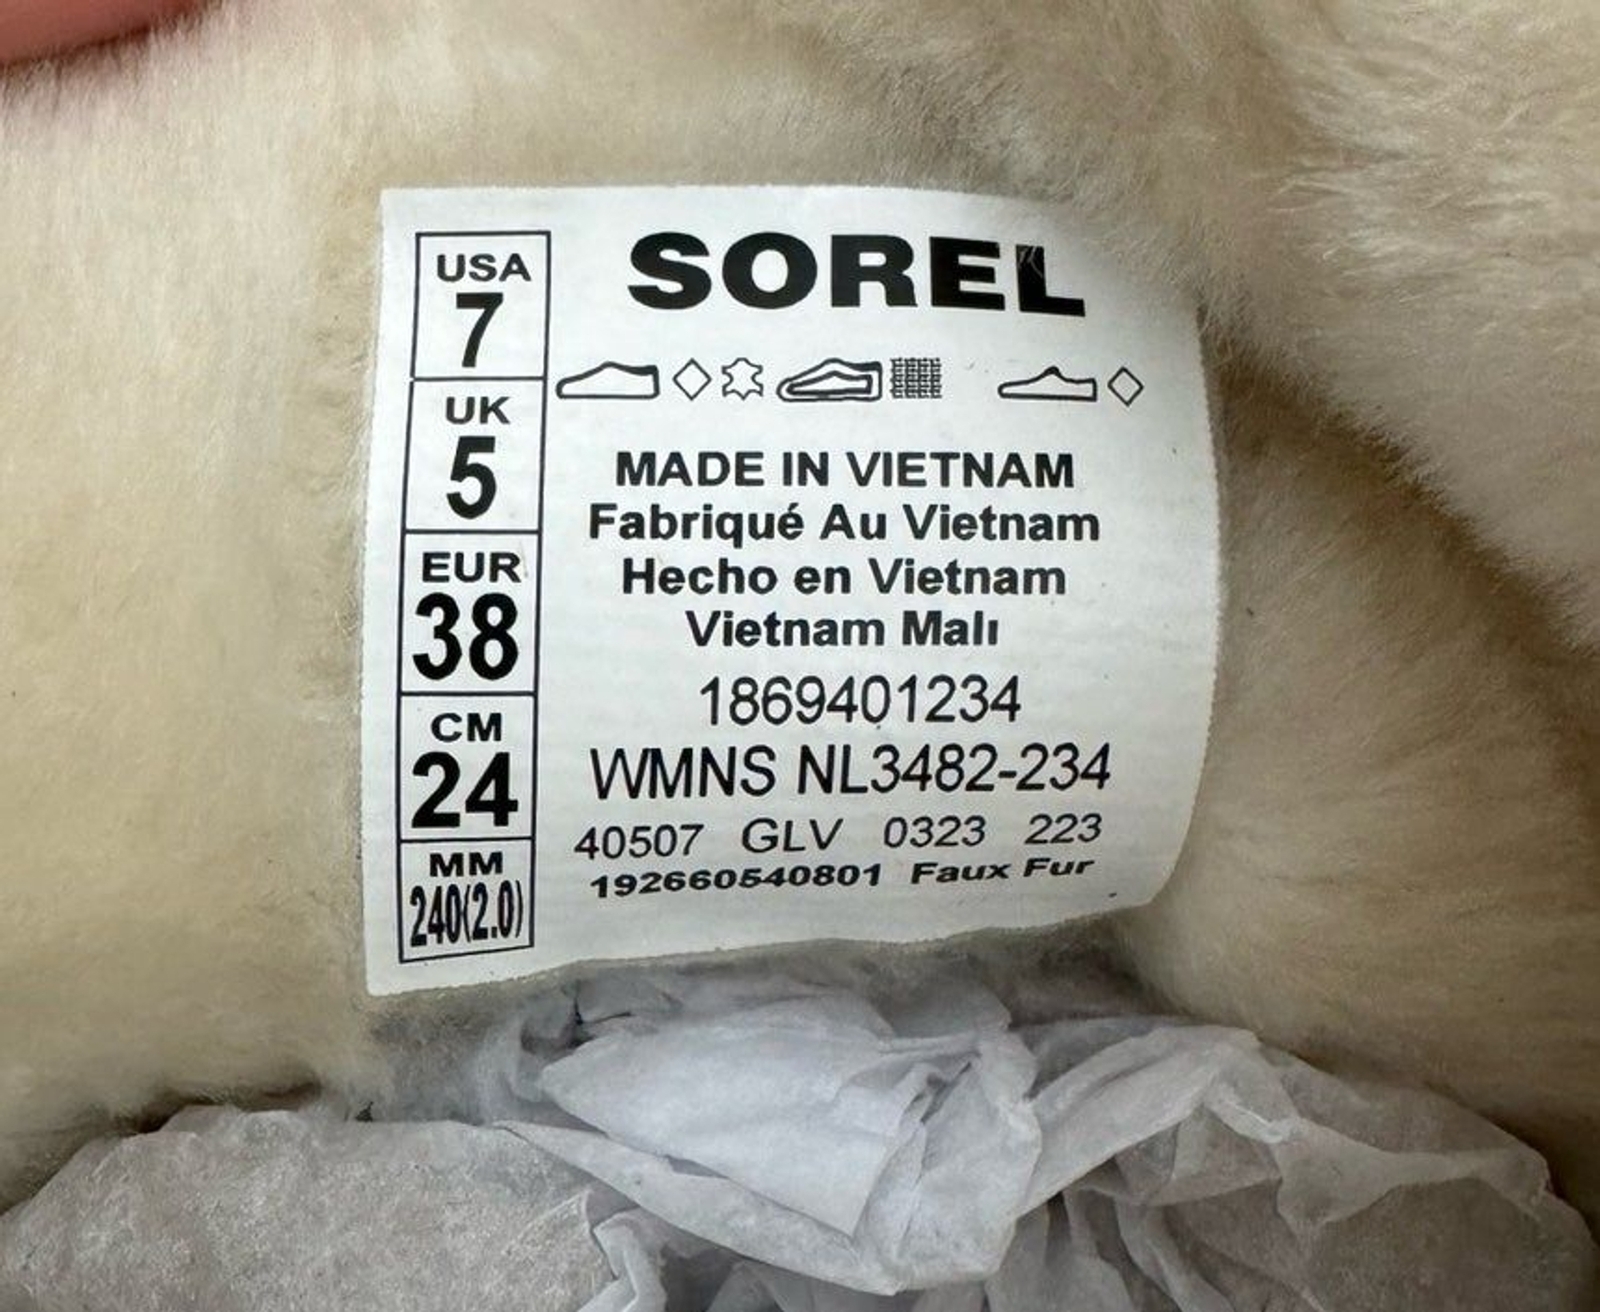 SOREL
USA
7
UK
5
EUR
38
CM
24
MM
240(2.0)
MADE IN VIETNAM
Fabriqué Au Vietnam
Hecho en Vietnam
Vietnam Malı
1869401234
WMNS NL3482-234
40507 GLV 0323 223
192660540801 Faux Fur